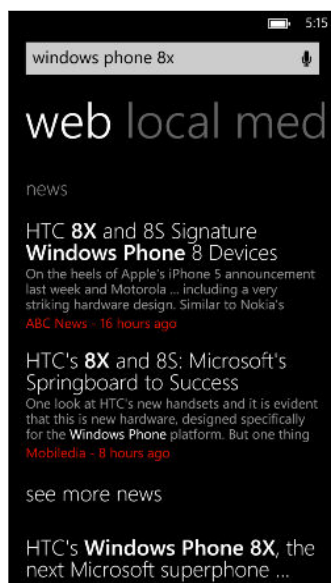 5:15
windows phone 8x
web local med
news
HTC 8X and 8S Signature
Windows Phone 8 Devices
On the heels of Apple's iPhone 5 announcement
last week and Motorola ... including a very
striking hardware design. Similar to Nokia's
ABC News - 16 hours ago
HTC's 8X and 8S: Microsoft's
Springboard to Success
One look at HTC's new handsets and it is evident
that this is new hardware, designed specifically
for the Windows Phone platform. But one thing
Mobiledia - 8 hours ago
see more news
HTC's Windows Phone 8X, the
next Microsoft superphone ...